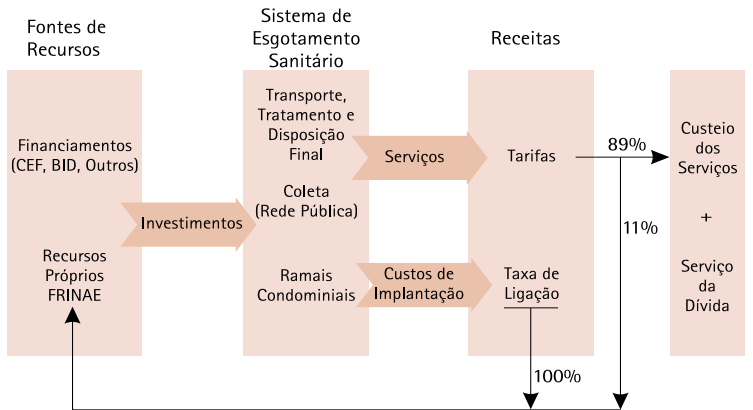 Fontes de
Recursos
Financiamentos
(CEF, BID, Outros)
Recursos
Próprios
FRINAE
Investimentos
Sistema de
Esgotamento
Sanitário
Transporte,
Tratamento e
Disposição
Final
Coleta
(Rede Pública)
Ramais
Condominiais
Serviços
Custos de
Implantação
Receitas
Tarifas
Taxa de
Ligação
89%
11%
100%
Custeio
dos
Serviços
+
Serviço
da
Dívida